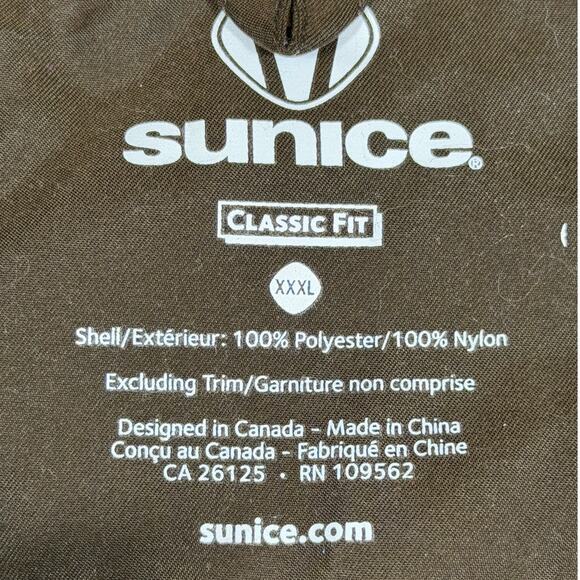 sunice®
CLASSIC FIT
XXXL
Shell/Extérieur: 100% Polyester/100% Nylon
Excluding Trim/Garniture non comprise
Designed in Canada - Made in China
Conçu au Canada - Fabriqué en Chine
CA 26125 • RN 109562
sunice.com